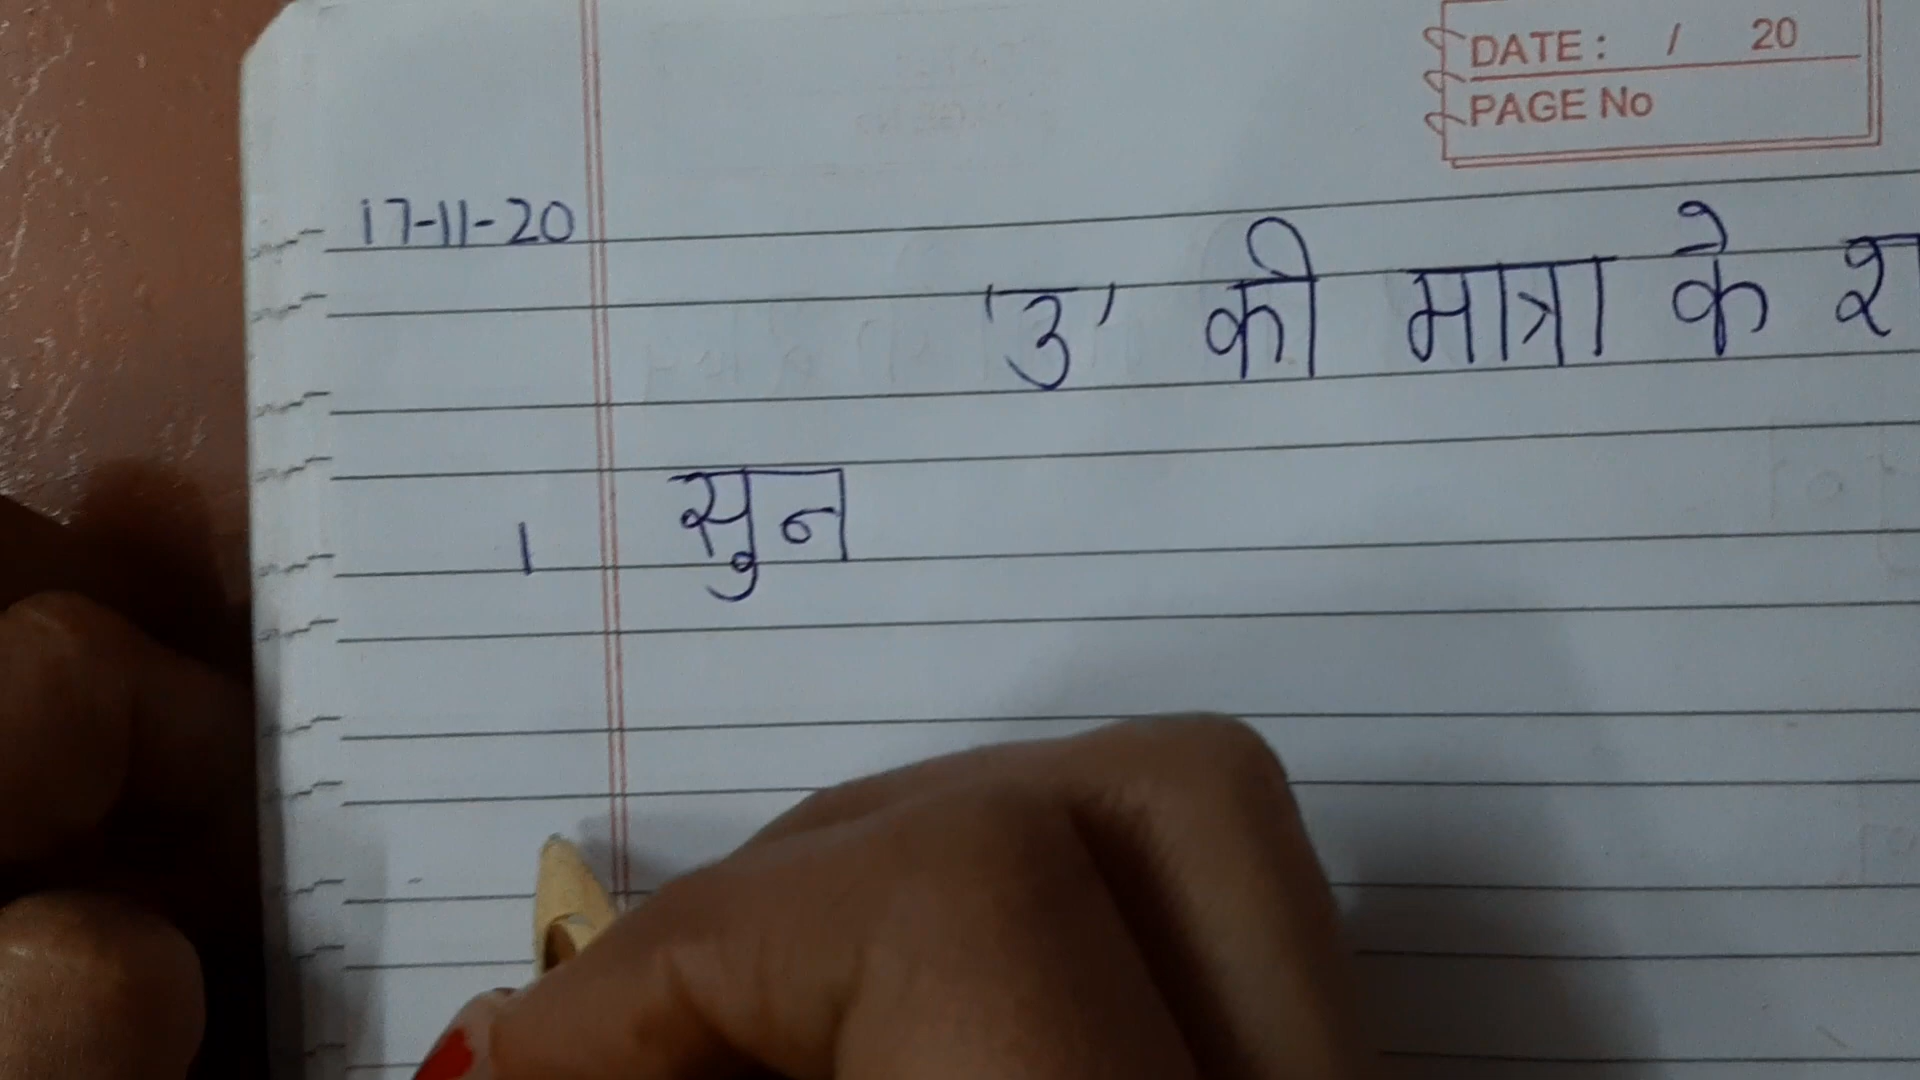 DATE : / 20
PAGE No
17-11-20
'उ' की मात्रा के
1 सुन